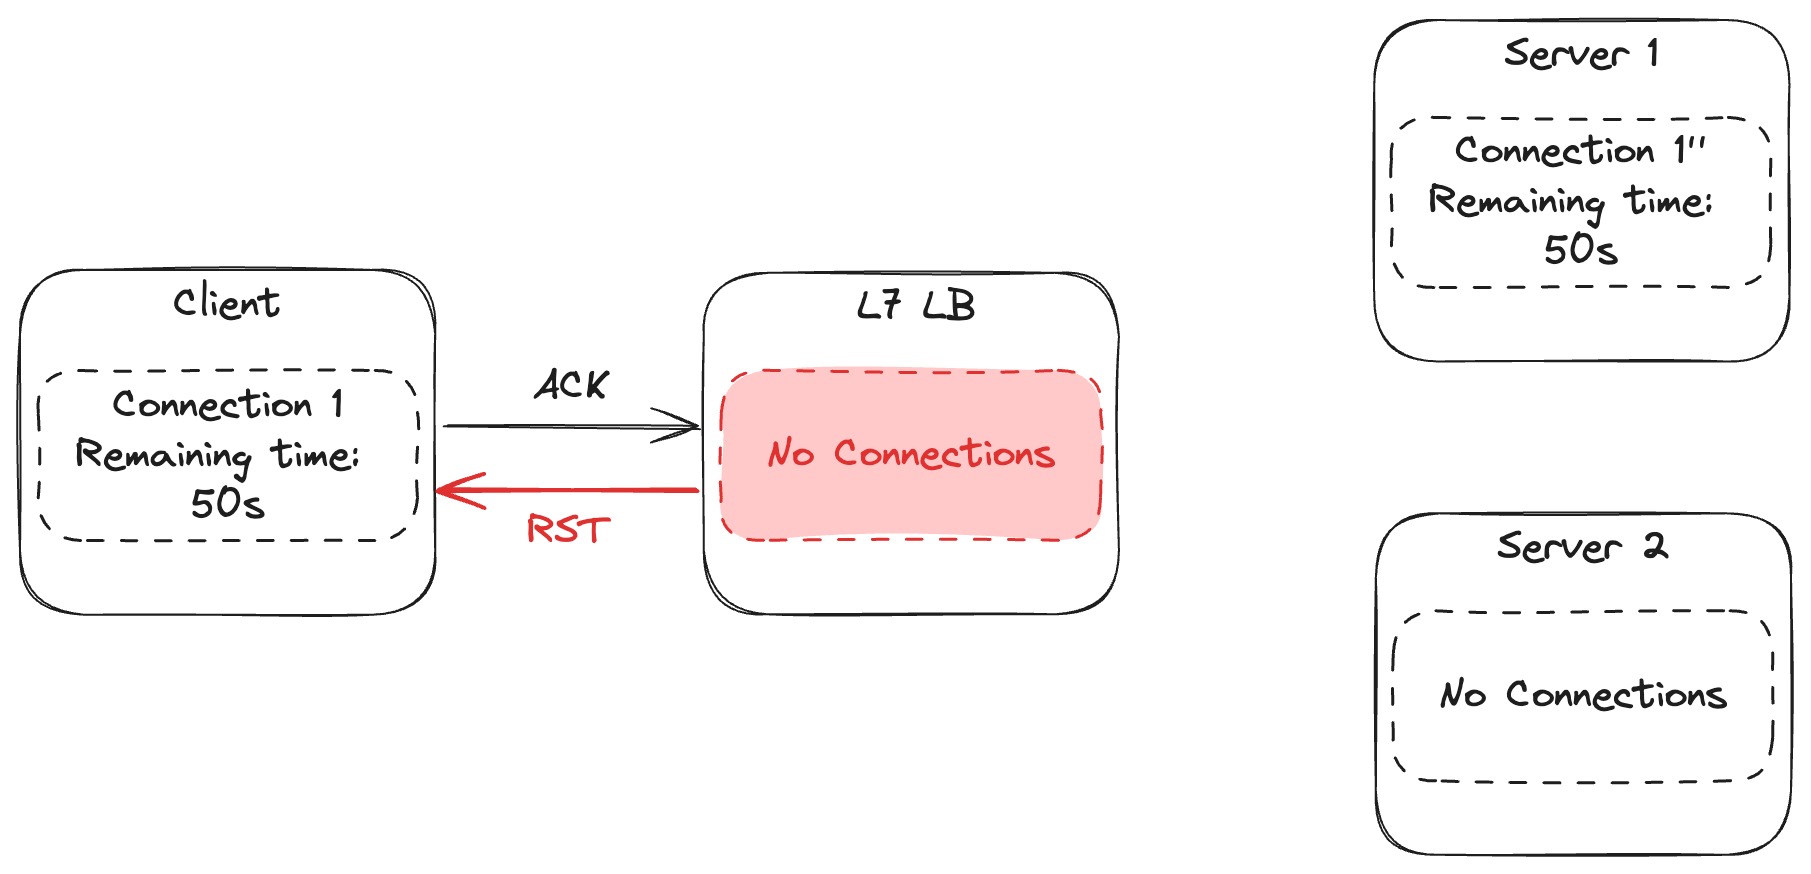 Server 1
Connection 1"
Remaining time:
50s
Client
Connection 1
Remaining time:
50s
ACK
RST
L7 LB
No Connections
Server 2
No Connections